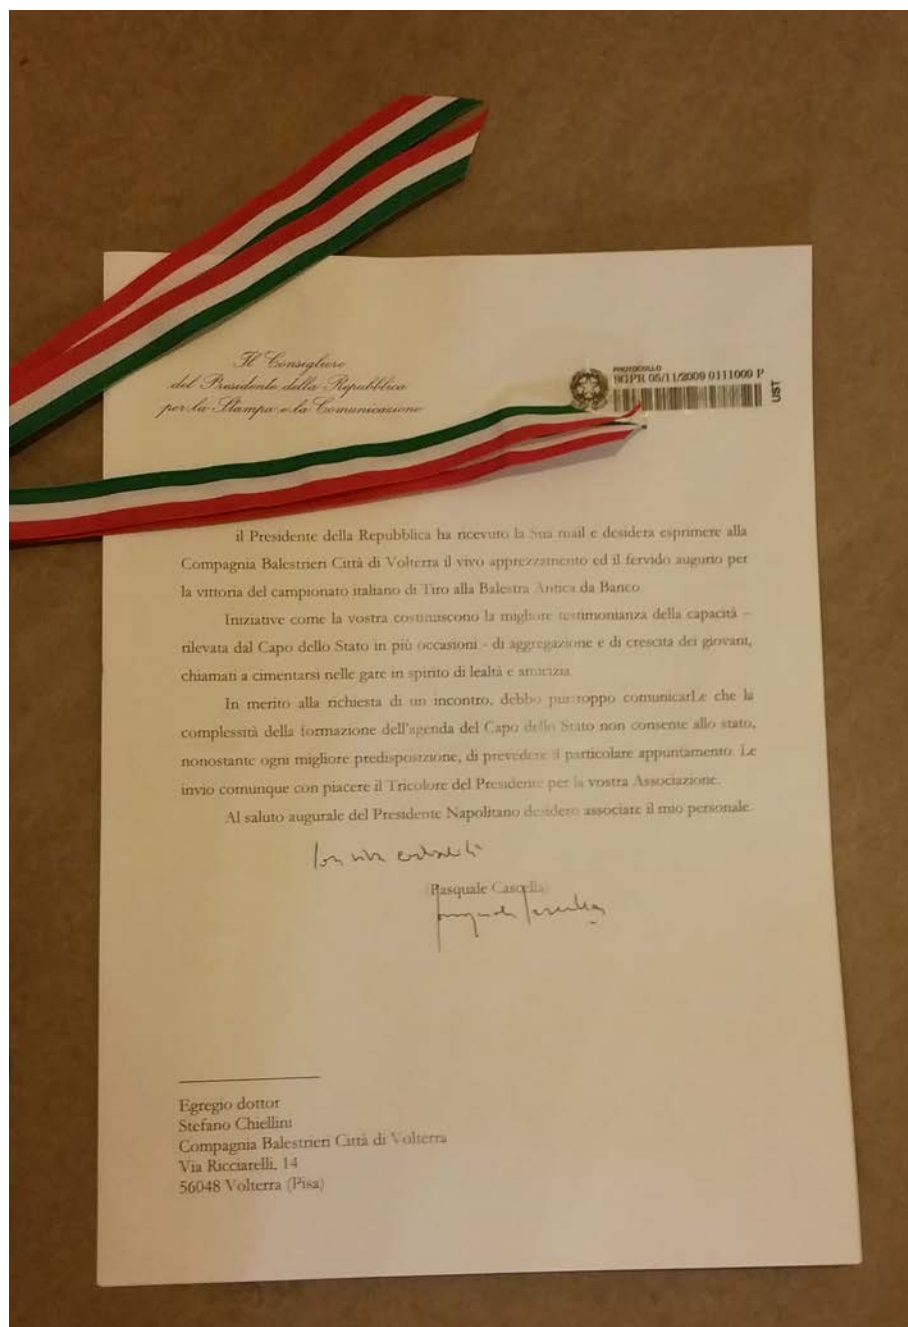 Il Consigliere
del Presidente della Repubblica
per la Stampa e la Comunicazione
PROTOCOLLO
SGPR 05/11/2009 0111009 P
UST
il Presidente della Repubblica ha ricevuto la Sua mail e desidera esprimere alla
Compagnia Balestrieri Città di Volterra il vivo apprezzamento ed il fervido augurio per
la vittoria del campionato italiano di Tiro alla Balestra Antica da Banco.
Iniziative come la vostra costituiscono la migliore testimonianza della capacità –
rilevata dal Capo dello Stato in più occasioni - di aggregazione e di crescita dei giovani,
chiamati a cimentarsi nelle gare in spirito di lealtà e amicizia.
In merito alla richiesta di un incontro, debbo purtroppo comunicarLe che la
complessità della formazione dell'agenda del Capo dello Stato non consente allo stato,
nonostante ogni migliore predisposizione, di prevedere il particolare appuntamento. Le
invio comunque con piacere il Tricolore del Presidente per la vostra Associazione.
Al saluto augurale del Presidente Napolitano desidero associare il mio personale.
Con viva cordialità
(Pasquale Cascella)
Pasquale Cascella
Egregio dottor
Stefano Chiellini
Compagnia Balestrieri Città di Volterra
Via Ricciarelli, 14
56048 Volterra (Pisa)